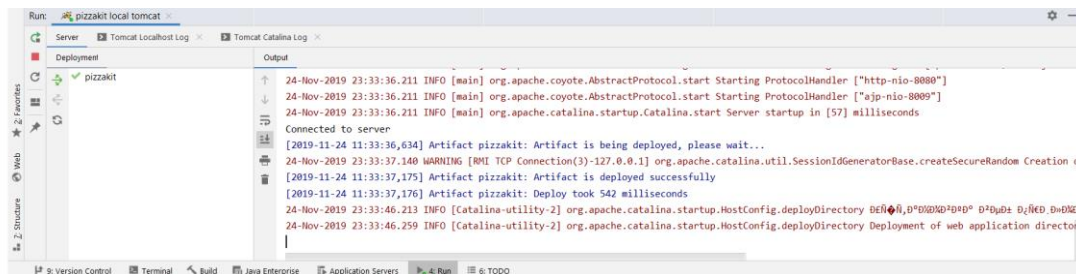 Run: pizzakit local tomcat
Server Tomcat Localhost Log Tomcat Catalina Log
Deployment Output
pizzakit
24-Nov-2019 23:33:36.211 INFO [main] org.apache.coyote.AbstractProtocol.start Starting ProtocolHandler ["http-nio-8080"]
24-Nov-2019 23:33:36.211 INFO [main] org.apache.coyote.AbstractProtocol.start Starting ProtocolHandler ["ajp-nio-8009"]
24-Nov-2019 23:33:36.211 INFO [main] org.apache.catalina.startup.Catalina.start Server startup in [57] milliseconds
Connected to server
[2019-11-24 11:33:36,634] Artifact pizzakit: Artifact is being deployed, please wait...
24-Nov-2019 23:33:37.140 WARNING [RMI TCP Connection(3)-127.0.0.1] org.apache.catalina.util.SessionIdGeneratorBase.createSecureRandom Creation
[2019-11-24 11:33:37,175] Artifact pizzakit: Artifact is deployed successfully
[2019-11-24 11:33:37,176] Artifact pizzakit: Deploy took 542 milliseconds
24-Nov-2019 23:33:46.213 INFO [Catalina-utility-2] org.apache.catalina.startup.HostConfig.deployDirectory
24-Nov-2019 23:33:46.259 INFO [Catalina-utility-2] org.apache.catalina.startup.HostConfig.deployDirectory Deployment of web application director
2: Favorites
Web
Z: Structure
9: Version Control Terminal Build Java Enterprise Application Servers 4: Run 6: TODO